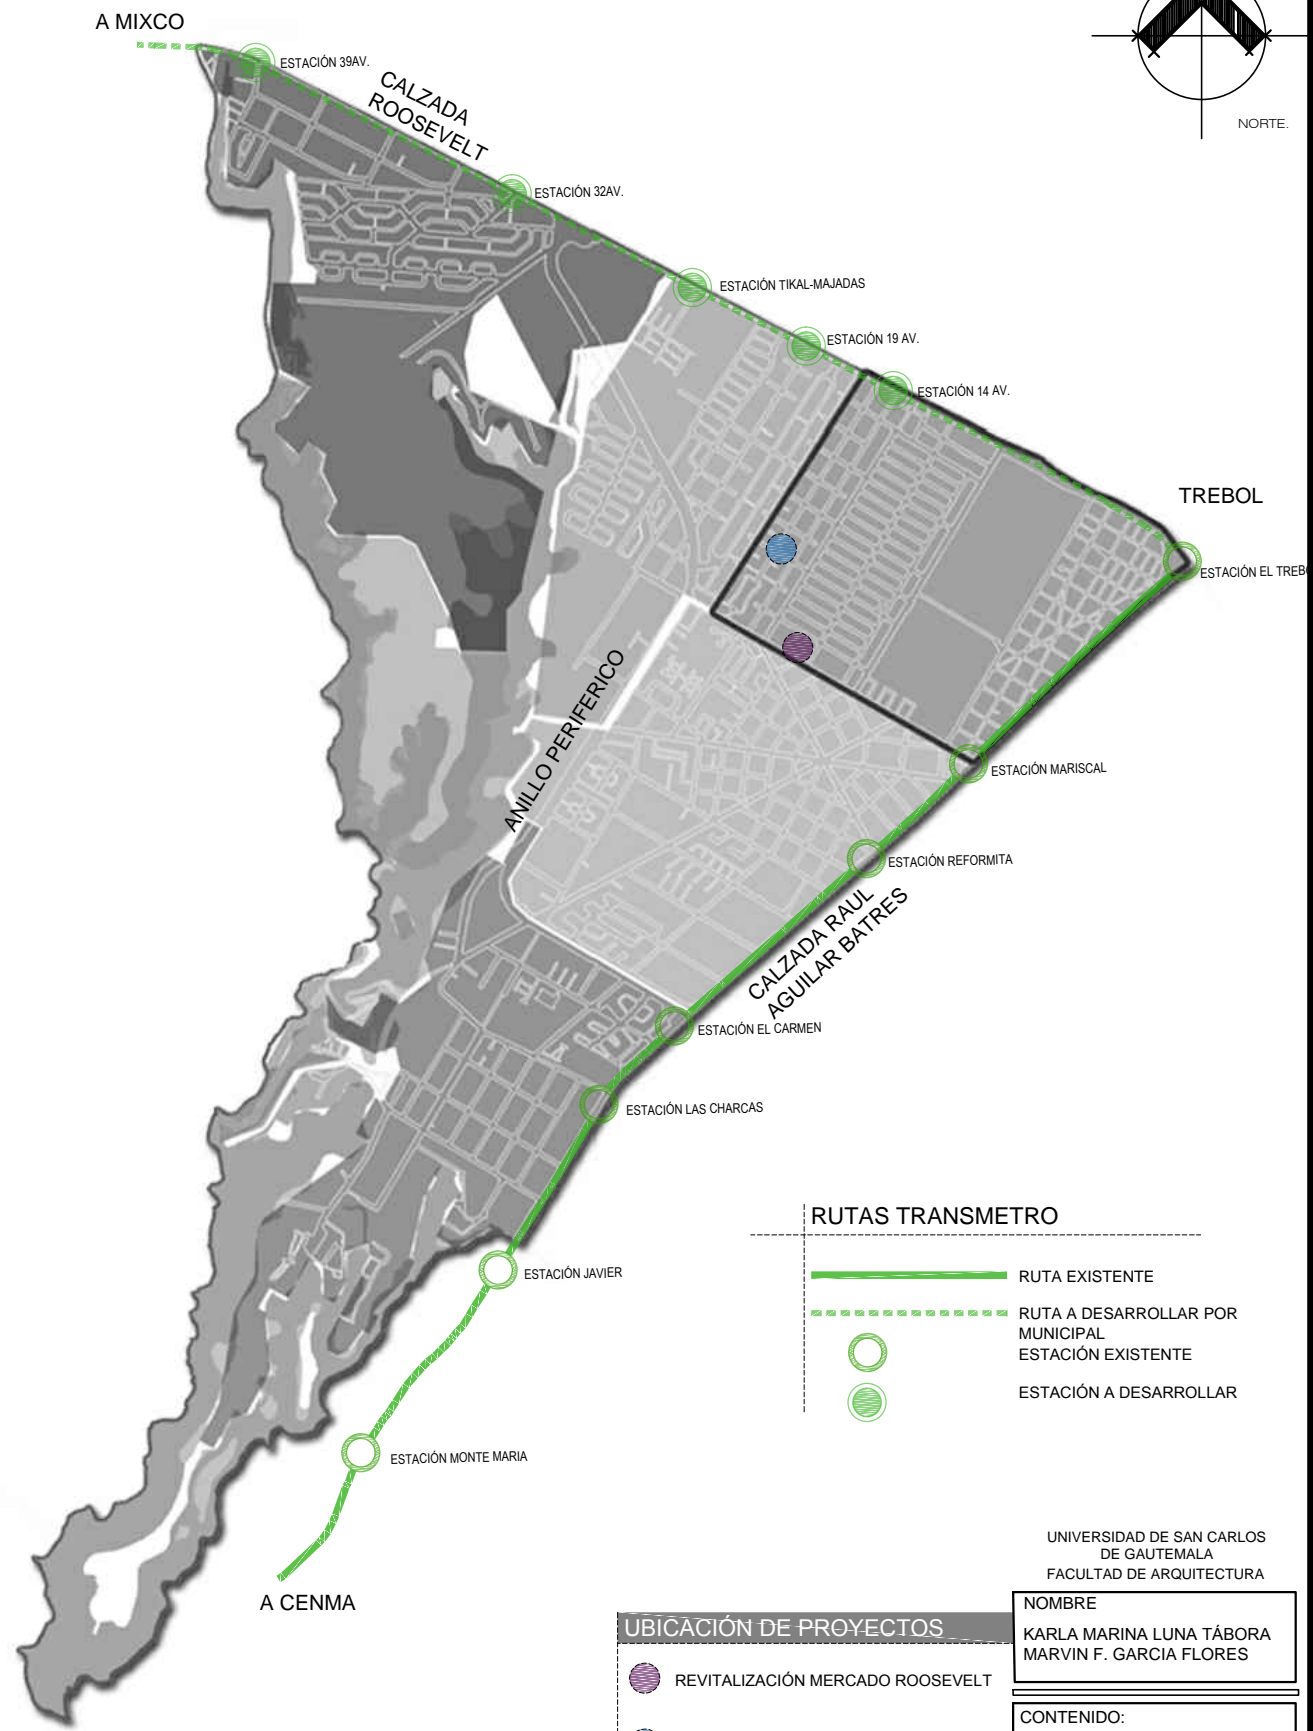 A MIXCO
NORTE.
ESTACIÓN 39AV.
CALZADA
ROOSEVELT
ESTACIÓN 32AV.
ESTACIÓN TIKAL-MAJADAS
ESTACIÓN 19 AV.
ESTACIÓN 14 AV.
TREBOL
ESTACIÓN EL TREBO
ANILLO PERIFERICO
ESTACIÓN MARISCAL
ESTACIÓN REFORMITA
CALZADA RAUL
AGUILAR BATRES
ESTACIÓN EL CARMEN
ESTACIÓN LAS CHARCAS
ESTACIÓN JAVIER
ESTACIÓN MONTE MARIA
A CENMA
RUTAS TRANSMETRO
RUTA EXISTENTE
RUTA A DESARROLLAR POR
MUNICIPAL
ESTACIÓN EXISTENTE
ESTACIÓN A DESARROLLAR
UNIVERSIDAD DE SAN CARLOS
DE GAUTEMALA
FACULTAD DE ARQUITECTURA
NOMBRE
KARLA MARINA LUNA TÁBORA
MARVIN F. GARCIA FLORES
CONTENIDO:
UBICACIÓN DE PROYECTOS
REVITALIZACIÓN MERCADO ROOSEVELT